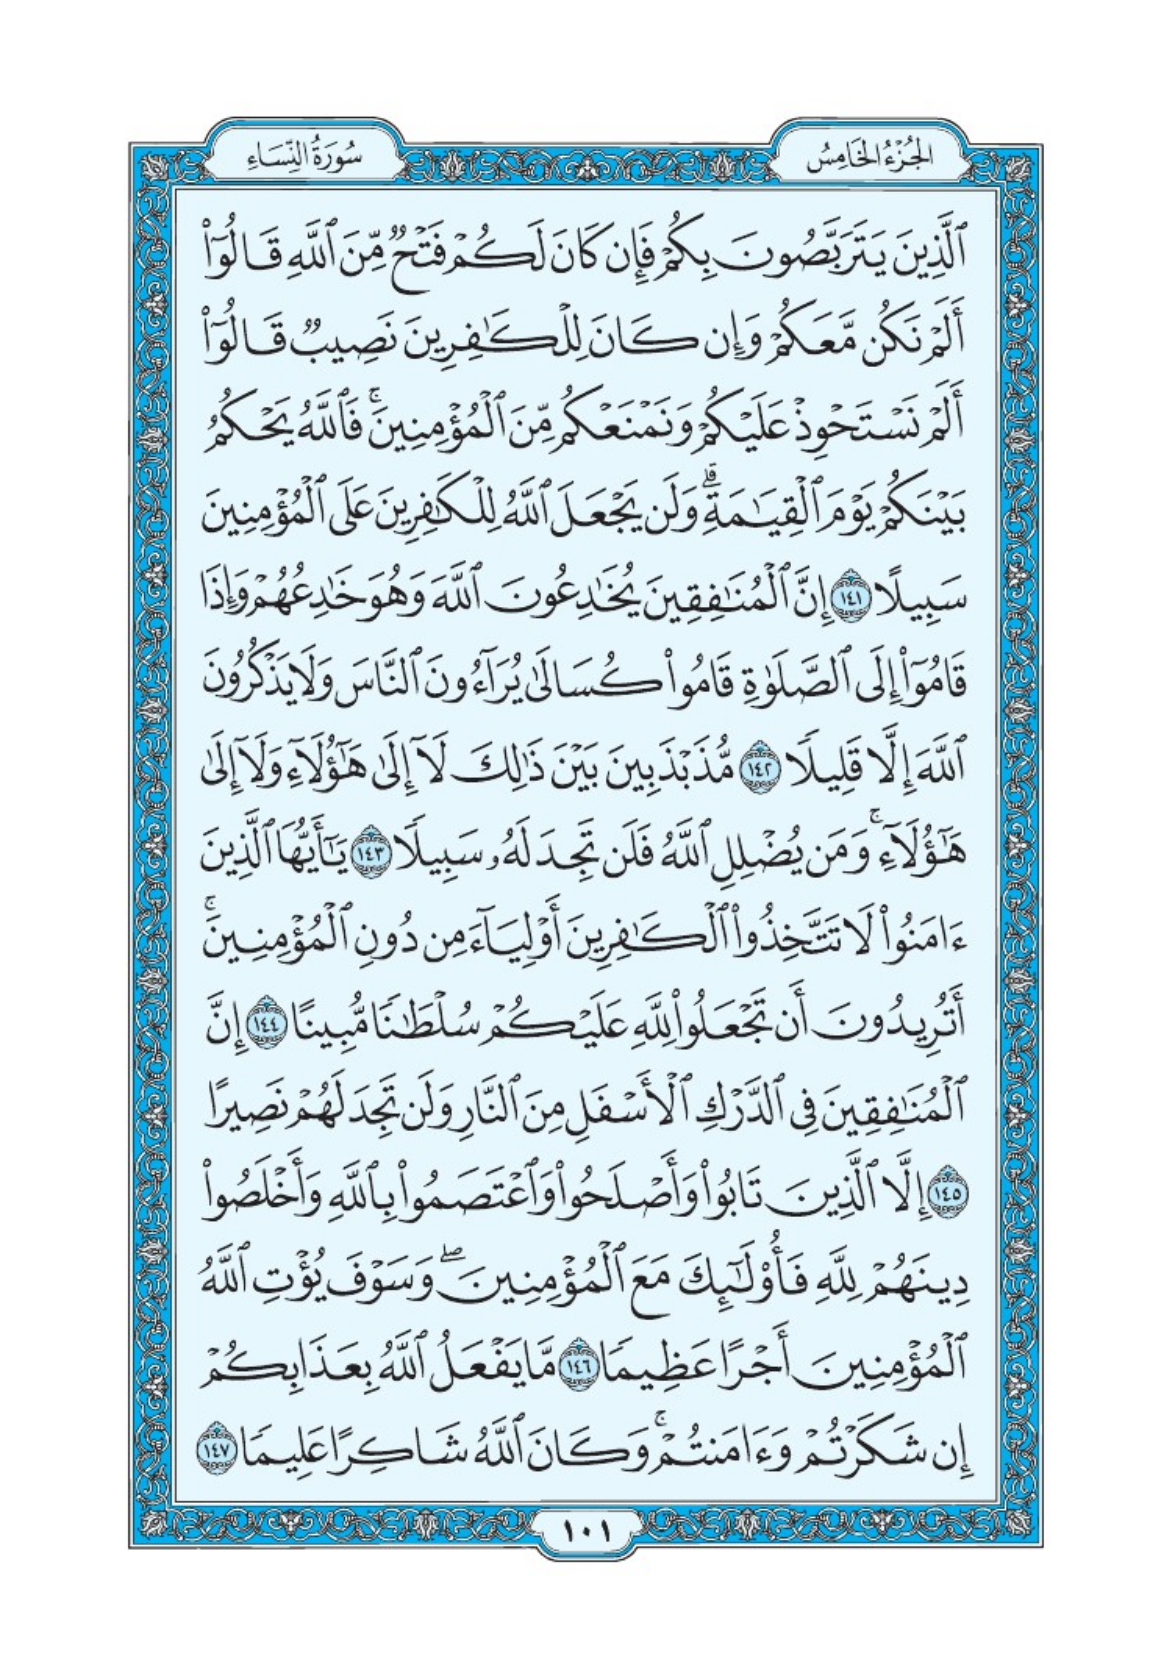 الجُزْءُ الخَامِسُ
سُورَةُ النِّسَاءِ
ٱلَّذِينَ يَتَرَبَّصُونَ بِكُمْ فَإِن كَانَ لَكُمْ فَتْحٌ مِّنَ ٱللَّهِ قَالُوٓا۟
أَلَمْ نَكُن مَّعَكُمْ وَإِن كَانَ لِلْكَـٰفِرِينَ نَصِيبٌ قَالُوٓا۟
أَلَمْ نَسْتَحْوِذْ عَلَيْكُمْ وَنَمْنَعْكُم مِّنَ ٱلْمُؤْمِنِينَ ۚ فَٱللَّهُ يَحْكُمُ
بَيْنَكُمْ يَوْمَ ٱلْقِيَـٰمَةِ ۗ وَلَن يَجْعَلَ ٱللَّهُ لِلْكَـٰفِرِينَ عَلَى ٱلْمُؤْمِنِينَ
سَبِيلًا ١٤١ إِنَّ ٱلْمُنَـٰفِقِينَ يُخَـٰدِعُونَ ٱللَّهَ وَهُوَ خَـٰدِعُهُمْ وَإِذَا
قَامُوٓا۟ إِلَى ٱلصَّلَوٰةِ قَامُوا۟ كُسَالَىٰ يُرَآءُونَ ٱلنَّاسَ وَلَا يَذْكُرُونَ
ٱللَّهَ إِلَّا قَلِيلًا ١٤٢ مُّذَبْذَبِينَ بَيْنَ ذَٰلِكَ لَآ إِلَىٰ هَـٰٓؤُلَآءِ وَلَآ إِلَىٰ
هَـٰٓؤُلَآءِ ۚ وَمَن يُضْلِلِ ٱللَّهُ فَلَن تَجِدَ لَهُۥ سَبِيلًا ١٤٣ يَـٰٓأَيُّهَا ٱلَّذِينَ
ءَامَنُوا۟ لَا تَتَّخِذُوا۟ ٱلْكَـٰفِرِينَ أَوْلِيَآءَ مِن دُونِ ٱلْمُؤْمِنِينَ ۚ
أَتُرِيدُونَ أَن تَجْعَلُوا۟ لِلَّهِ عَلَيْكُمْ سُلْطَـٰنًا مُّبِينًا ١٤٤ إِنَّ
ٱلْمُنَـٰفِقِينَ فِى ٱلدَّرْكِ ٱلْأَسْفَلِ مِنَ ٱلنَّارِ وَلَن تَجِدَ لَهُمْ نَصِيرًا
١٤٥ إِلَّا ٱلَّذِينَ تَابُوا۟ وَأَصْلَحُوا۟ وَٱعْتَصَمُوا۟ بِٱللَّهِ وَأَخْلَصُوا۟
دِينَهُمْ لِلَّهِ فَأُو۟لَـٰٓئِكَ مَعَ ٱلْمُؤْمِنِينَ ۖ وَسَوْفَ يُؤْتِ ٱللَّهُ
ٱلْمُؤْمِنِينَ أَجْرًا عَظِيمًا ١٤٦ مَّا يَفْعَلُ ٱللَّهُ بِعَذَابِكُمْ
إِن شَكَرْتُمْ وَءَامَنتُمْ ۚ وَكَانَ ٱللَّهُ شَاكِرًا عَلِيمًا ١٤٧
١٠١